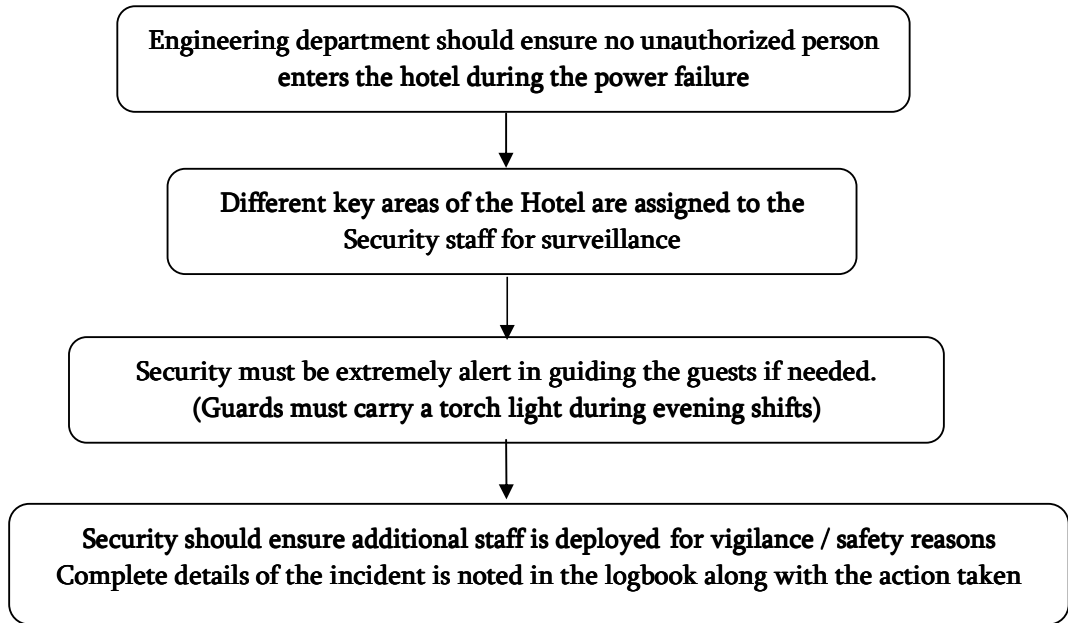 Engineering department should ensure no unauthorized person
enters the hotel during the power failure
Different key areas of the Hotel are assigned to the
Security staff for surveillance
Security must be extremely alert in guiding the guests if needed.
(Guards must carry a torch light during evening shifts)
Security should ensure additional staff is deployed for vigilance / safety reasons
Complete details of the incident is noted in the logbook along with the action taken